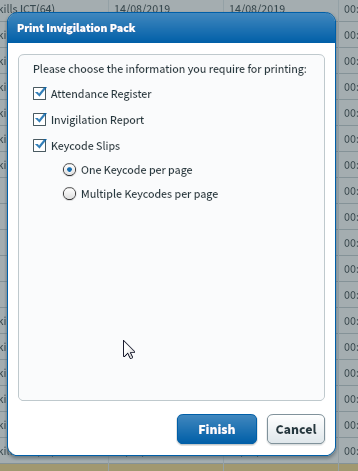 kills ICT(64) 14/08/2019 14/08/2019 00:
Print Invigilation Pack
Please choose the information you require for printing:
Attendance Register
Invigilation Report
Keycode Slips
One Keycode per page
Multiple Keycodes per page
Finish Cancel